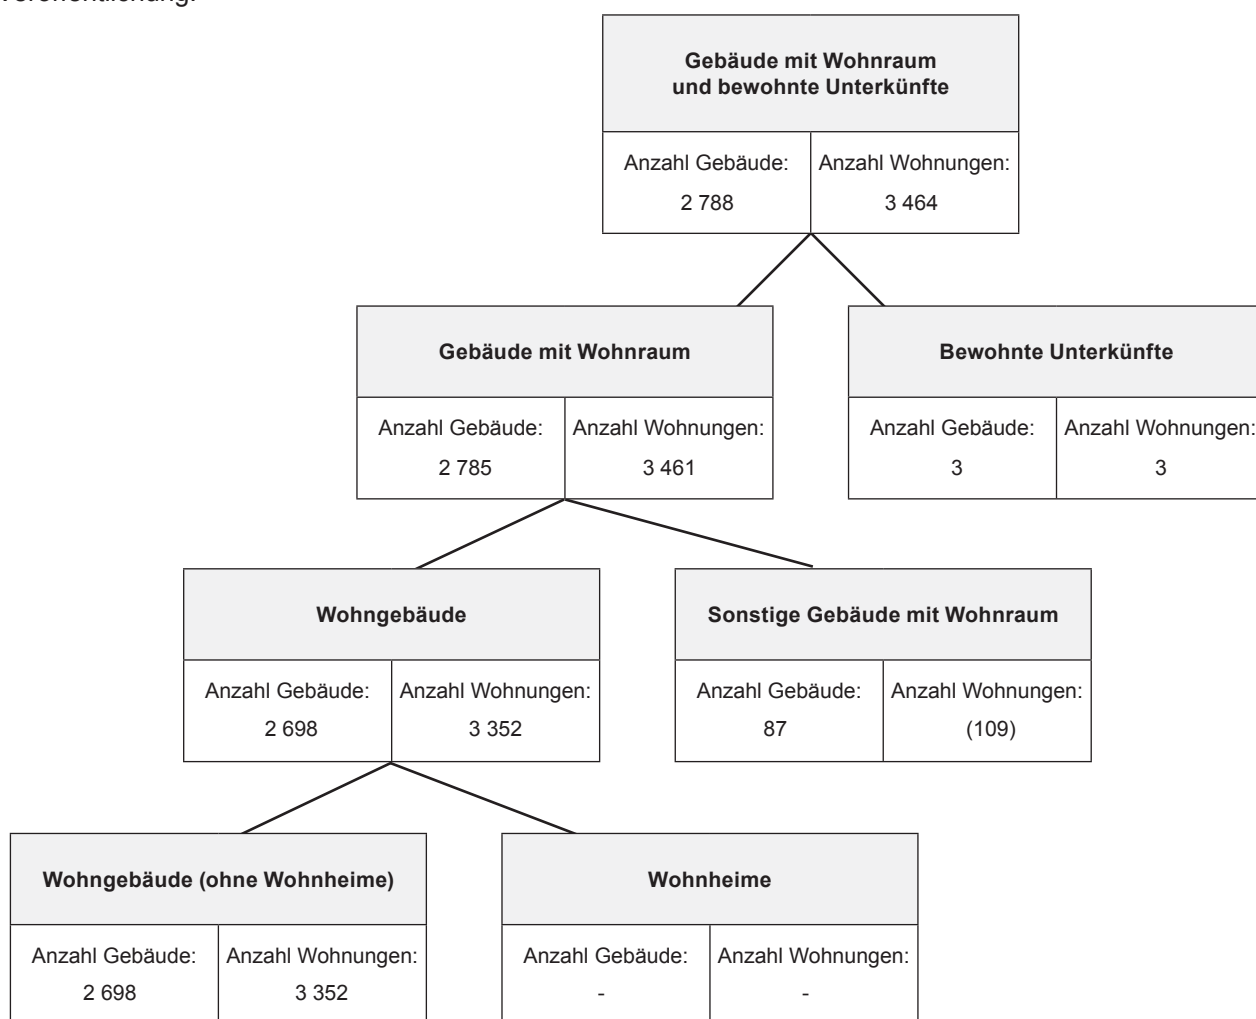 Veröffentlichung.
Gebäude mit Wohnraum
und bewohnte Unterkünfte
Anzahl Gebäude: Anzahl Wohnungen:
2 788 3 464
Gebäude mit Wohnraum Bewohnte Unterkünfte
Anzahl Gebäude: Anzahl Wohnungen: Anzahl Gebäude: Anzahl Wohnungen:
2 785 3 461 3 3
Wohngebäude Sonstige Gebäude mit Wohnraum
Anzahl Gebäude: Anzahl Wohnungen: Anzahl Gebäude: Anzahl Wohnungen:
2 698 3 352 87 (109)
Wohngebäude (ohne Wohnheime) Wohnheime
Anzahl Gebäude: Anzahl Wohnungen: Anzahl Gebäude: Anzahl Wohnungen:
2 698 3 352 - -